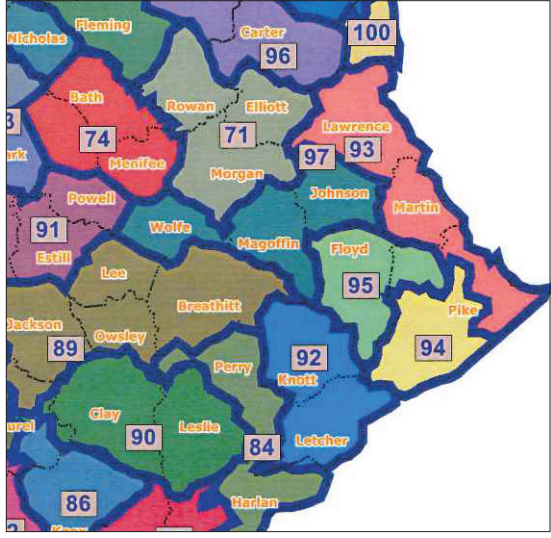 Fleming
100
Nicholas
Carter
96
Bath
Rowan
Elliott
74
71
Lawrence
97
93
Menifee
Morgan
Powell
Johnson
Martin
91
Wolfe
Magoffin
Floyd
Estill
Lee
95
Breathitt
Pike
Jackson
Owsley
94
89
92
Perry
Knott
Clay
Leslie
90
84
Letcher
86
Harlan